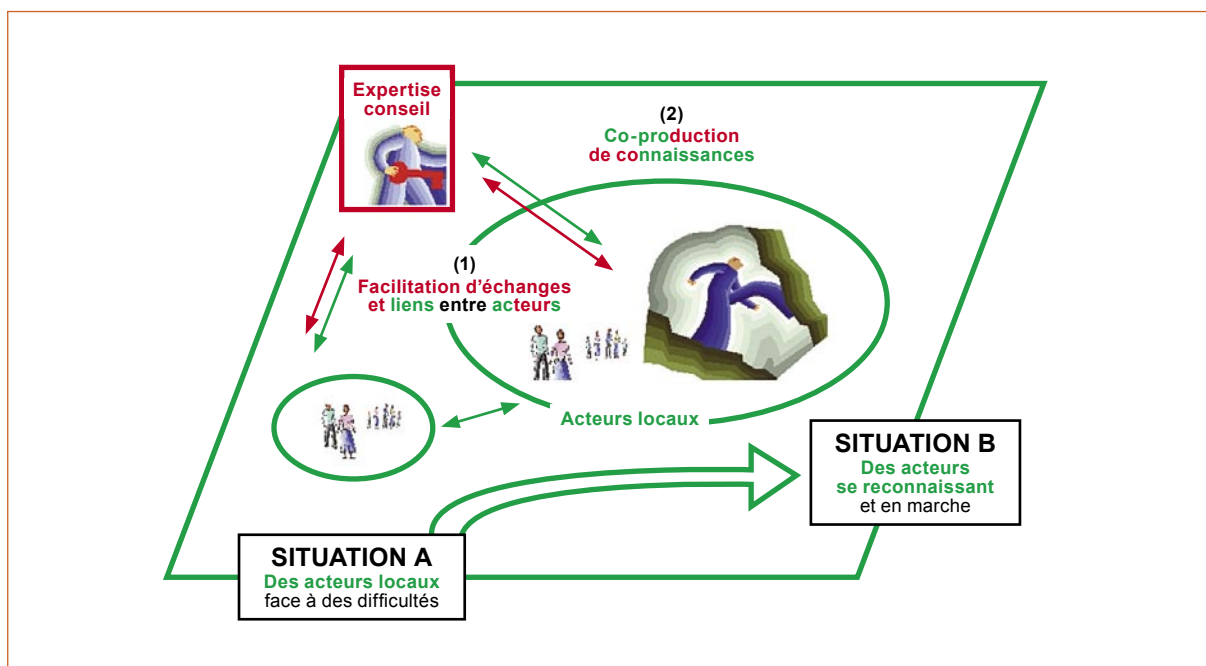 Expertise
conseil
(2)
Co-production
de connaissances
(1)
Facilitation d'échanges
et liens entre acteurs
Acteurs locaux
SITUATION B
Des acteurs
se reconnaissant
et en marche
SITUATION A
Des acteurs locaux
face à des difficultés